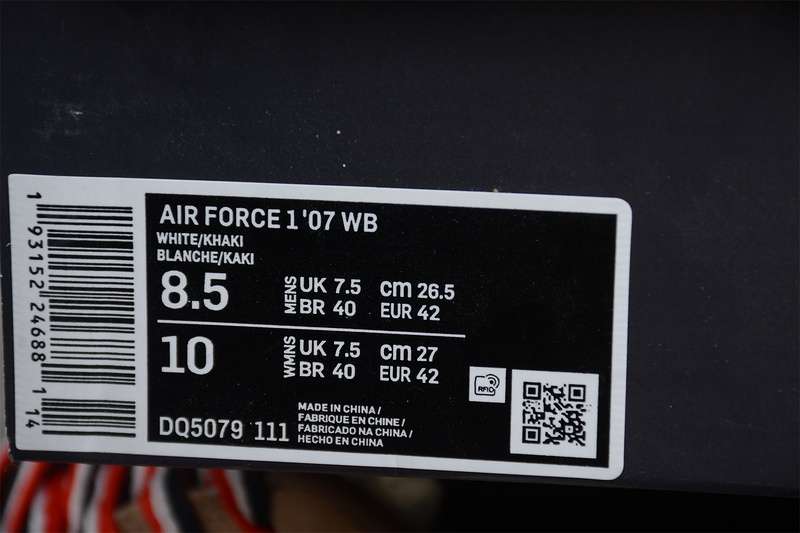 AIR FORCE 1 '07 WB
WHITE/KHAKI
BLANCHE/KAKI
8.5 MENS UK 7.5 cm 26.5
BR 40 EUR 42
10 WMNS UK 7.5 cm 27
BR 40 EUR 42
DQ5079 111
MADE IN CHINA /
FABRIQUE EN CHINE /
FABRICADO NA CHINA /
HECHO EN CHINA
RFID
1 93152 24688 1 14